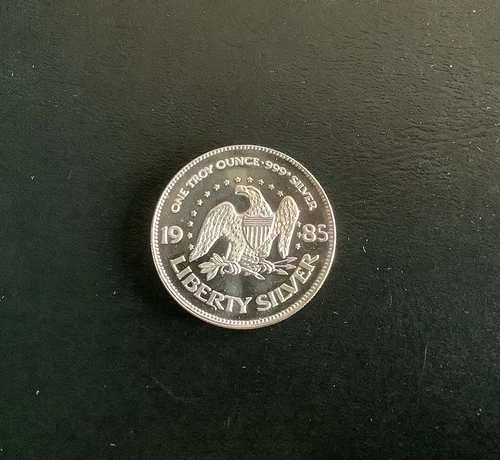 ONE TROY OUNCE · 999+ SILVER
19 85
LIBERTY SILVER